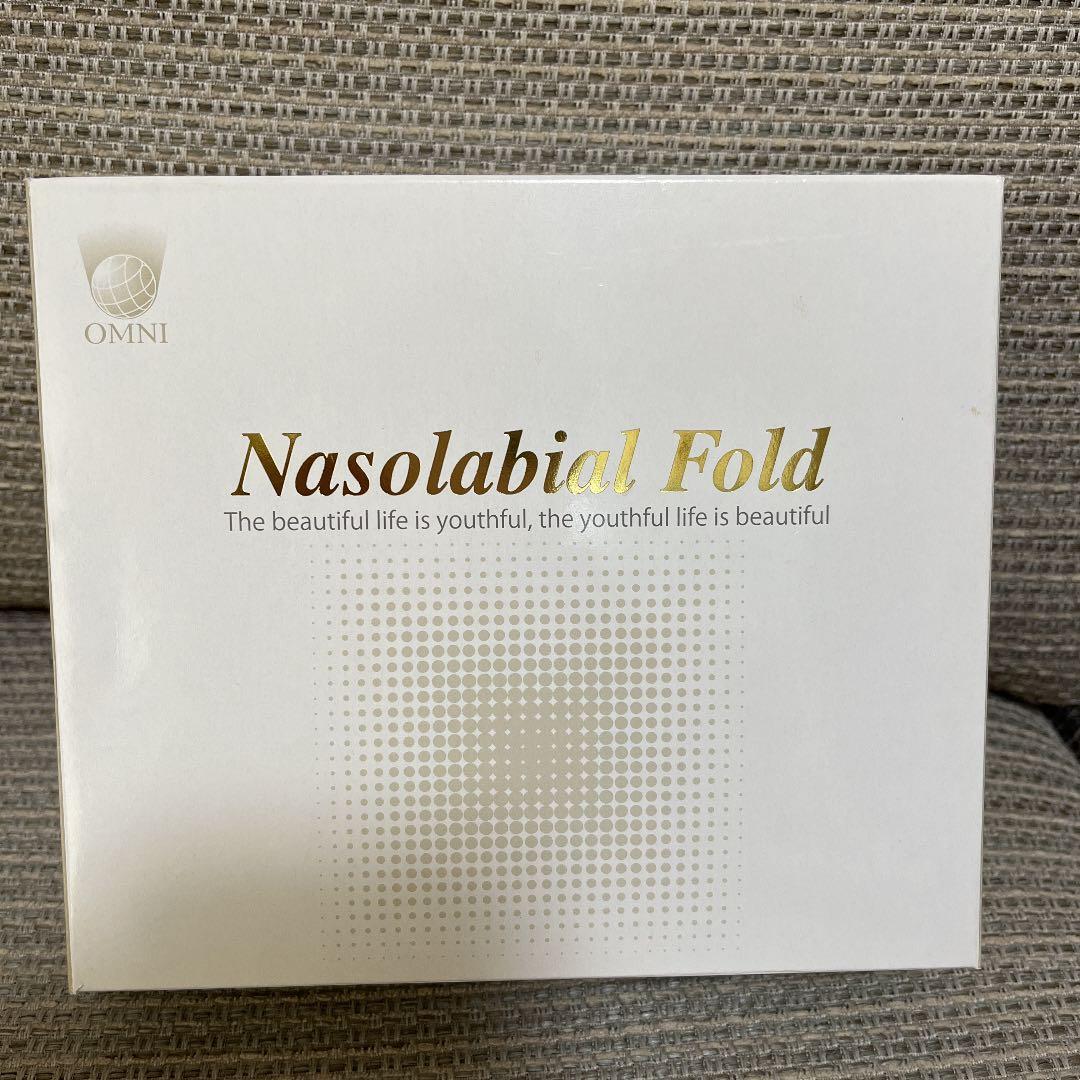 OMNI
Nasolabial Fold
The beautiful life is youthful, the youthful life is beautiful